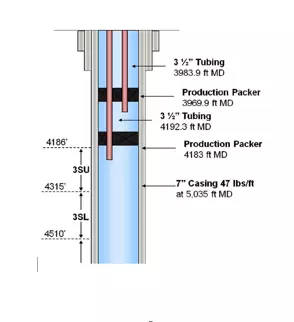 3 ½" Tubing
3983.9 ft MD
Production Packer
3969.9 ft MD
3 ½" Tubing
4192.3 ft MD
4186'
Production Packer
4183 ft MD
3SU
4315'
7" Casing 47 lbs/ft
at 5,035 ft MD
3SL
4510'